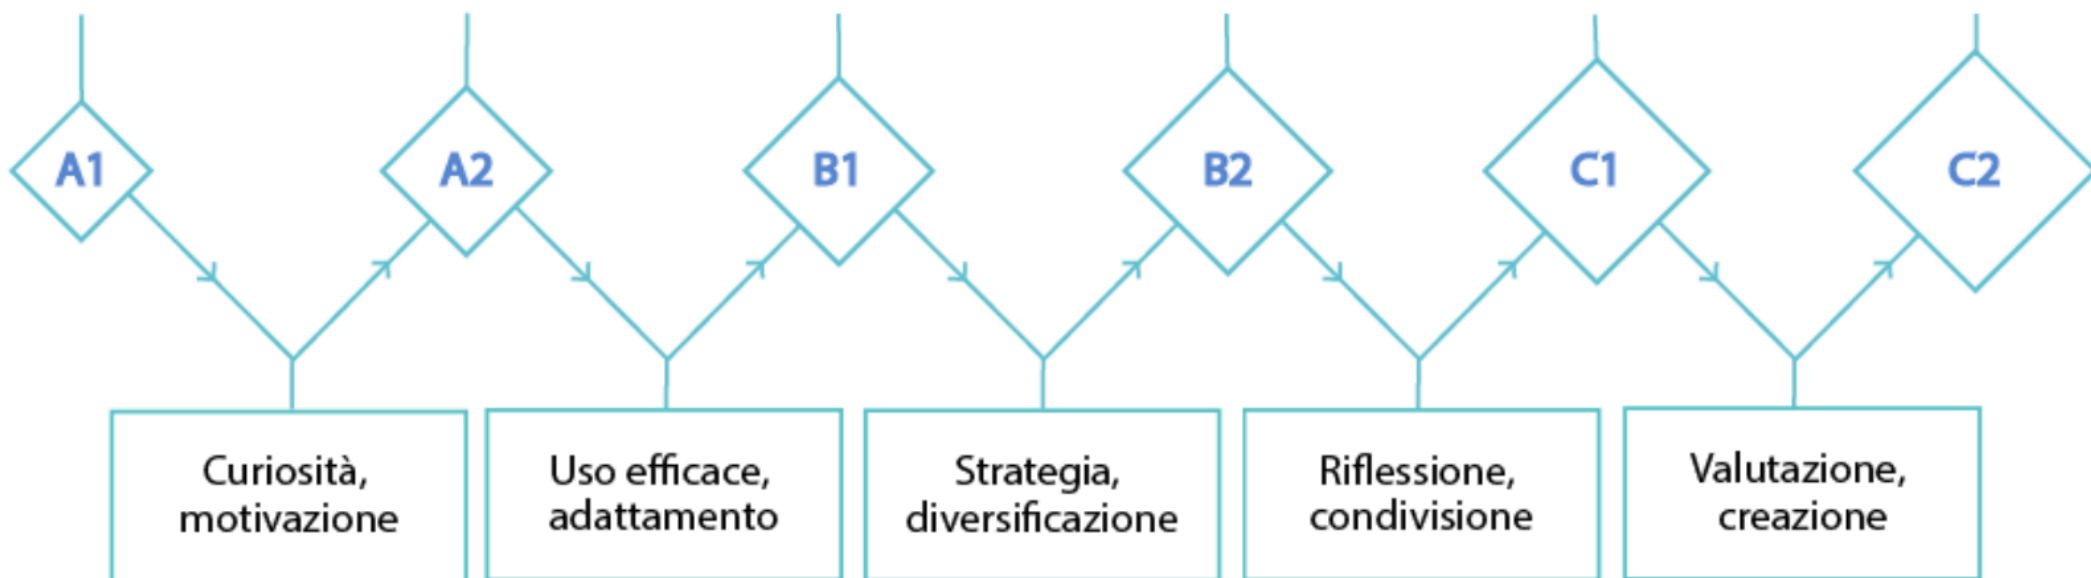 A1
A2
B1
B2
C1
C2
Curiosità,
motivazione
Uso efficace,
adattamento
Strategia,
diversificazione
Riflessione,
condivisione
Valutazione,
creazione